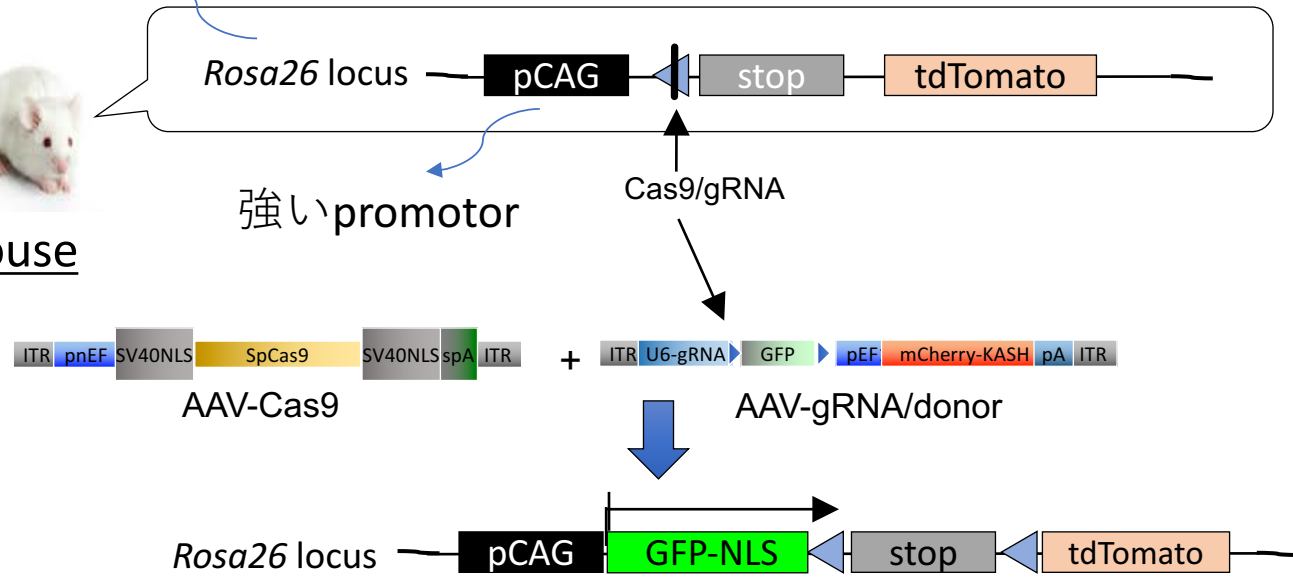 Rosa26 locus pCAG stop tdTomato
Cas9/gRNA
強いpromotor
ouse
ITR pnEF SV40NLS SpCas9 SV40NLS spA ITR + ITR U6-gRNA GFP pEF mCherry-KASH pA ITR
AAV-Cas9 AAV-gRNA/donor
Rosa26 locus pCAG GFP-NLS stop tdTomato